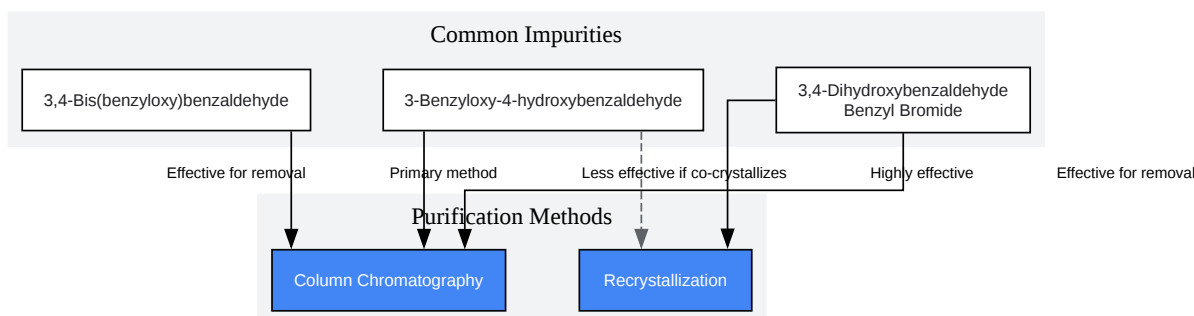 Common Impurities
3,4-Bis(benzyloxy)benzaldehyde
3-Benzyloxy-4-hydroxybenzaldehyde
3,4-Dihydroxybenzaldehyde
Benzyl Bromide
Effective for removal
Primary method
Less effective if co-crystallizes
Highly effective
Effective for removal
Purification Methods
Column Chromatography
Recrystallization